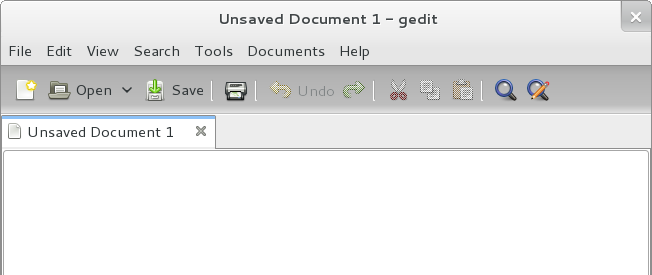 Unsaved Document 1 - gedit
File Edit View Search Tools Documents Help
Open Save Undo
Unsaved Document 1